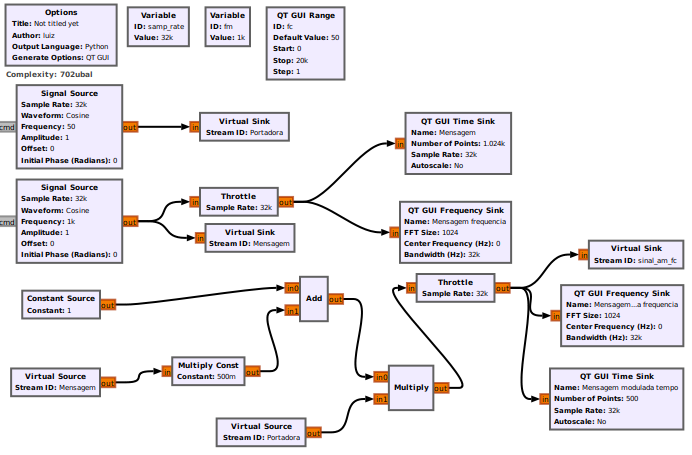 Options
Title: Not titled yet
Author: luiz
Output Language: Python
Generate Options: QT GUI
Variable
ID: samp_rate
Value: 32k
Variable
ID: fm
Value: 1k
QT GUI Range
ID: fc
Default Value: 50
Start: 0
Stop: 20k
Step: 1
Complexity: 702ubal
Signal Source
Sample Rate: 32k
Waveform: Cosine
Frequency: 50
Amplitude: 1
Offset: 0
Initial Phase (Radians): 0
cmd
out
in
Virtual Sink
Stream ID: Portadora
Signal Source
Sample Rate: 32k
Waveform: Cosine
Frequency: 1k
Amplitude: 1
Offset: 0
Initial Phase (Radians): 0
cmd
out
in
Throttle
Sample Rate: 32k
out
in
Virtual Sink
Stream ID: Mensagem
in
QT GUI Time Sink
Name: Mensagem
Number of Points: 1.024k
Sample Rate: 32k
Autoscale: No
in
QT GUI Frequency Sink
Name: Mensagem frequencia
FFT Size: 1024
Center Frequency (Hz): 0
Bandwidth (Hz): 32k
Constant Source
Constant: 1
out
in0
in1
Add
out
Virtual Source
Stream ID: Mensagem
out
in
Multiply Const
Constant: 500m
out
Virtual Source
Stream ID: Portadora
out
in0
in1
Multiply
out
in
Throttle
Sample Rate: 32k
out
in
Virtual Sink
Stream ID: sinal_am_fc
in
QT GUI Frequency Sink
Name: Mensagem...a frequencia
FFT Size: 1024
Center Frequency (Hz): 0
Bandwidth (Hz): 32k
in
QT GUI Time Sink
Name: Mensagem modulada tempo
Number of Points: 500
Sample Rate: 32k
Autoscale: No